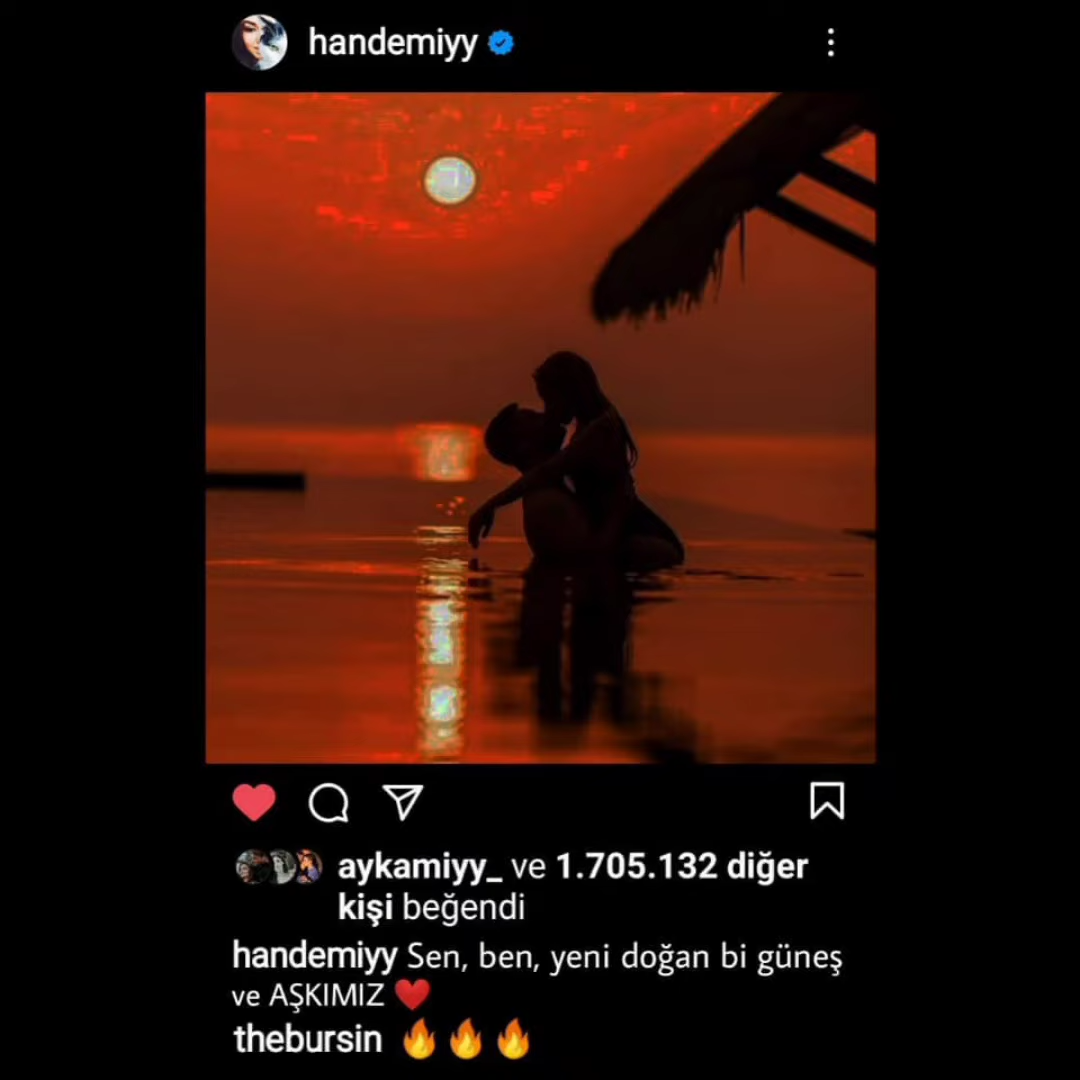 handemiyy
aykamiyy_ ve 1.705.132 diğer
kişi beğendi
handemiyy Sen, ben, yeni doğan bi güneş
ve AŞKIMIZ ❤️
thebursin 🔥🔥🔥